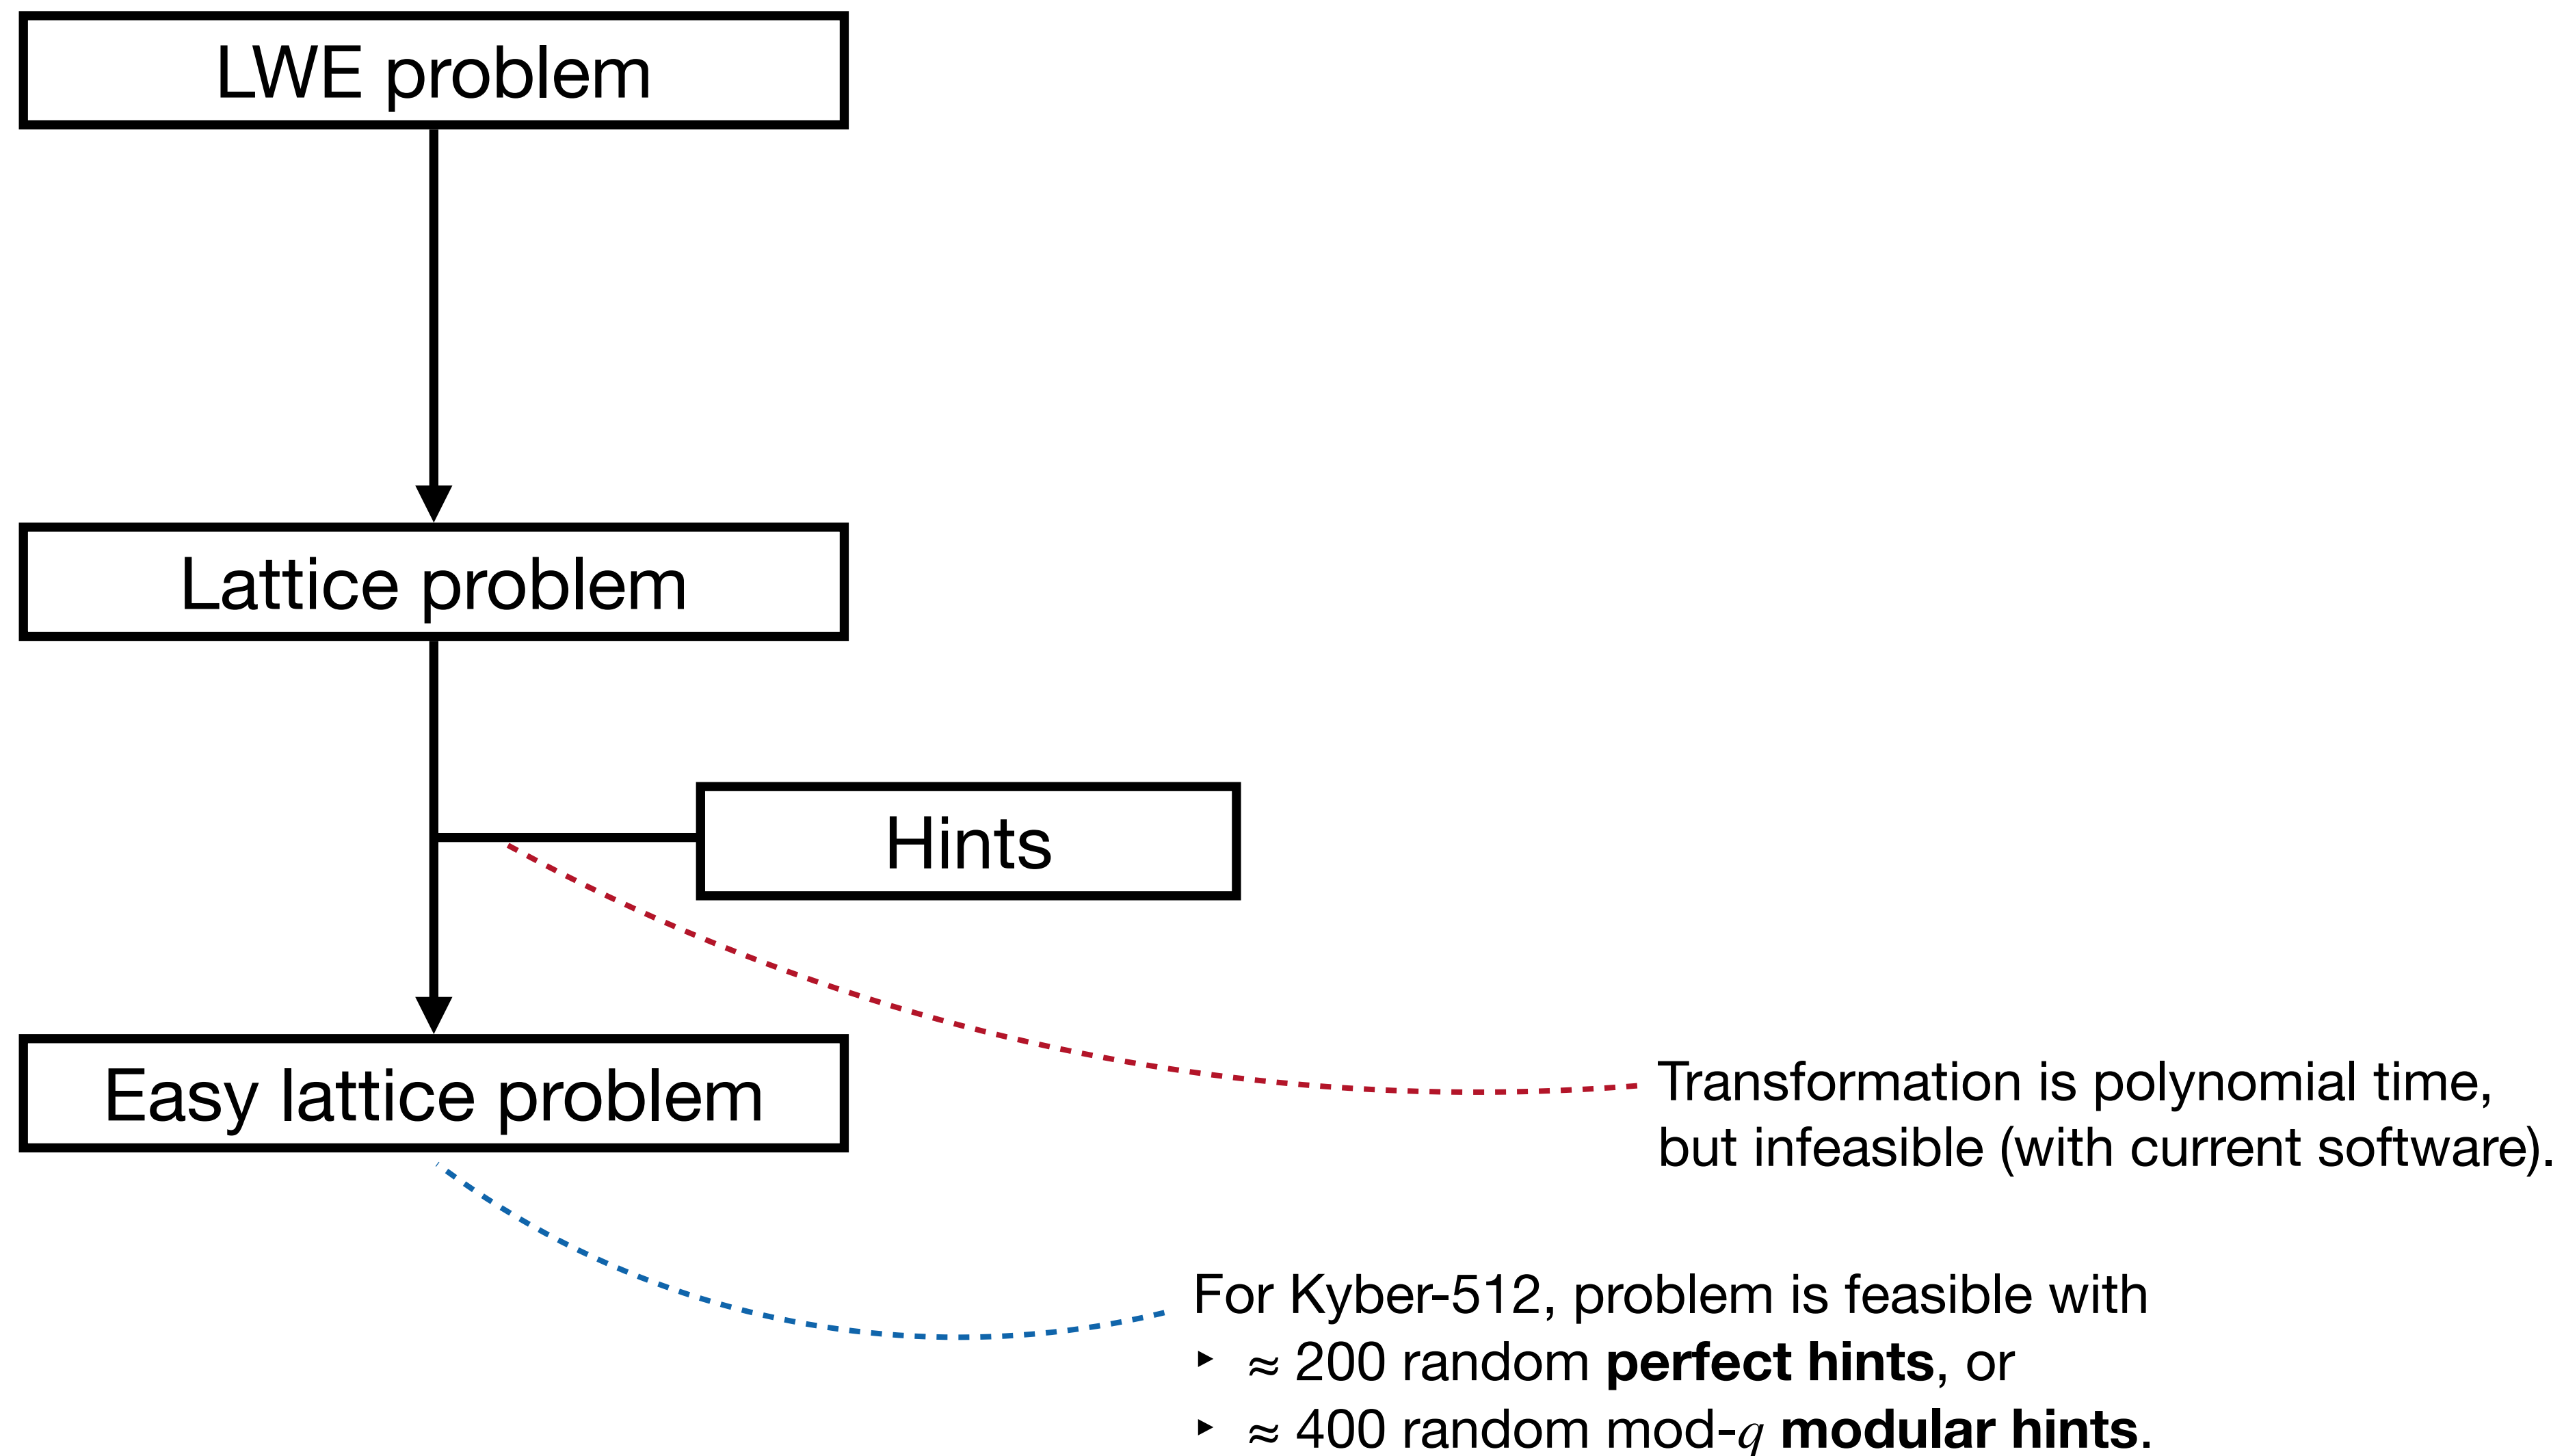 LWE problem
Lattice problem
Hints
Easy lattice problem
Transformation is polynomial time,
but infeasible (with current software).
For Kyber-512, problem is feasible with
‣ ≈ 200 random perfect hints, or
‣ ≈ 400 random mod-q modular hints.